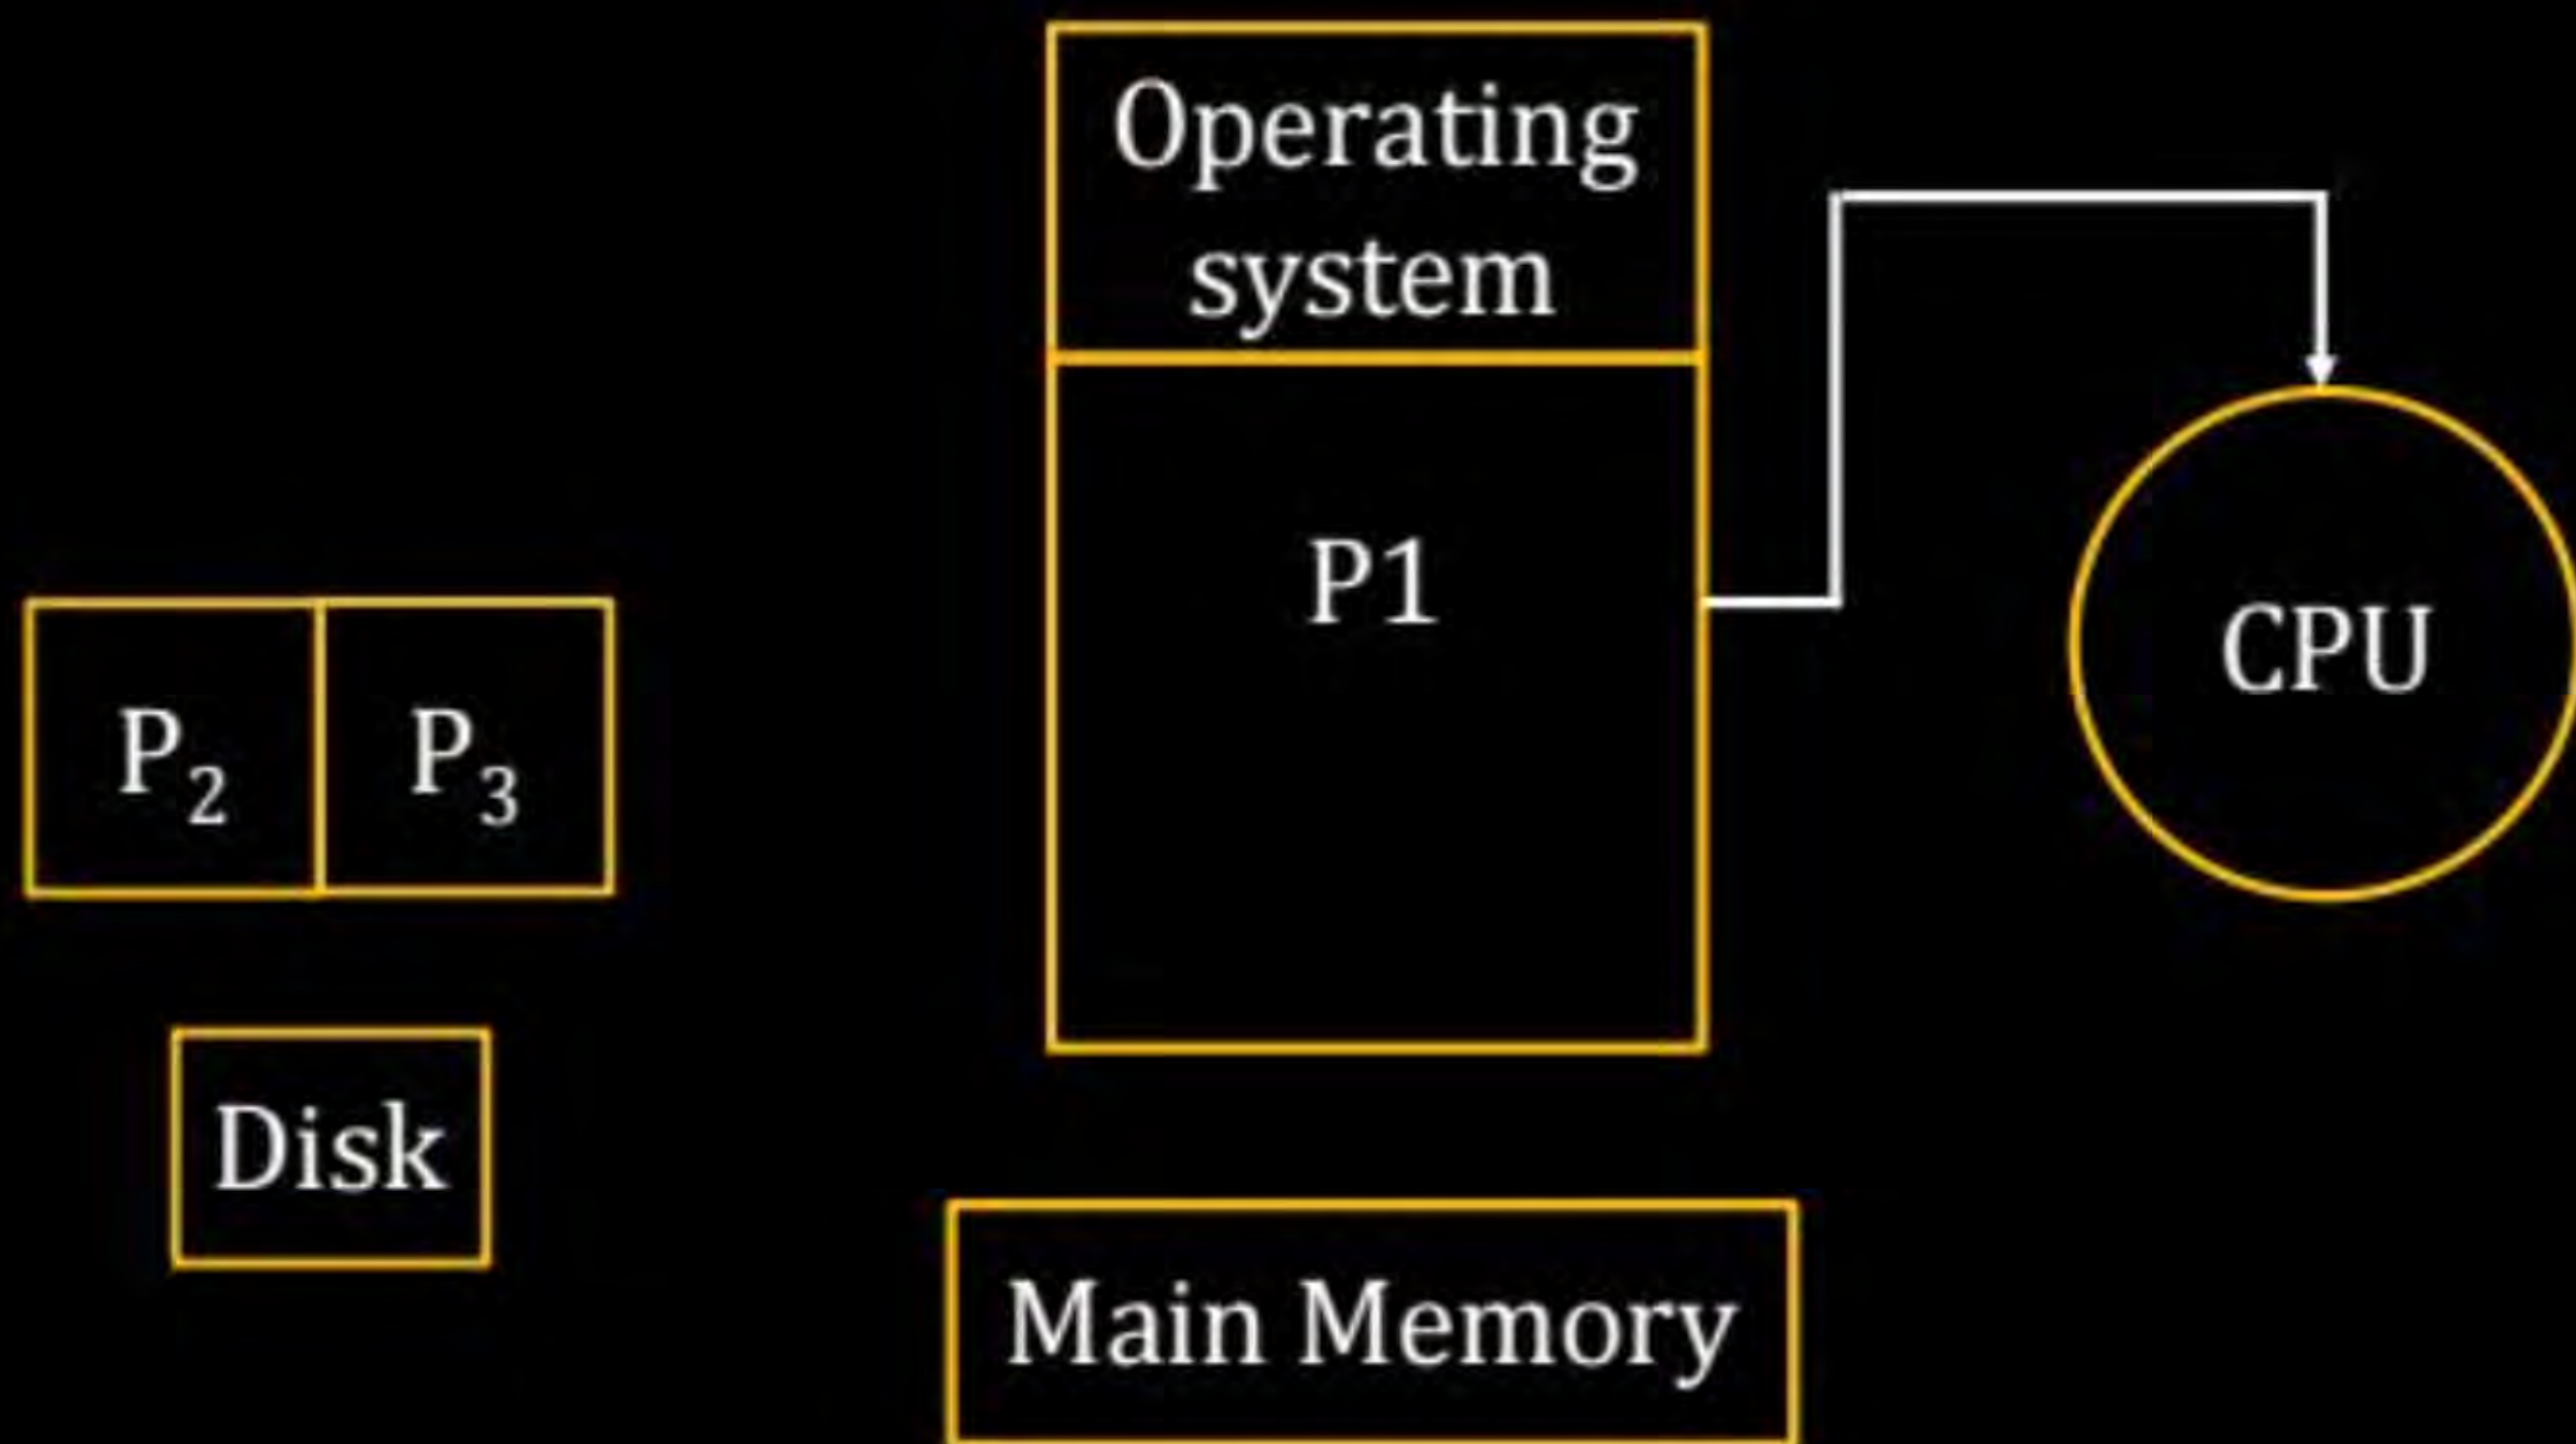 Operating
system
P1
P₂
P₃
CPU
Disk
Main Memory